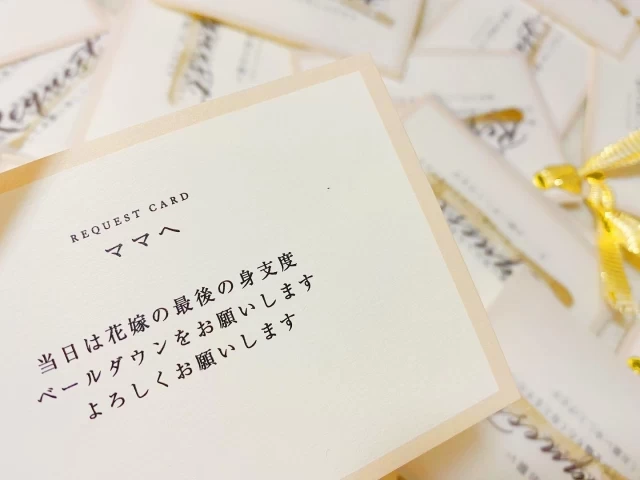 REQUEST CARD
ママへ
当日は花嫁の最後の身支度
ベールダウンをお願いします
よろしくお願いします
Request